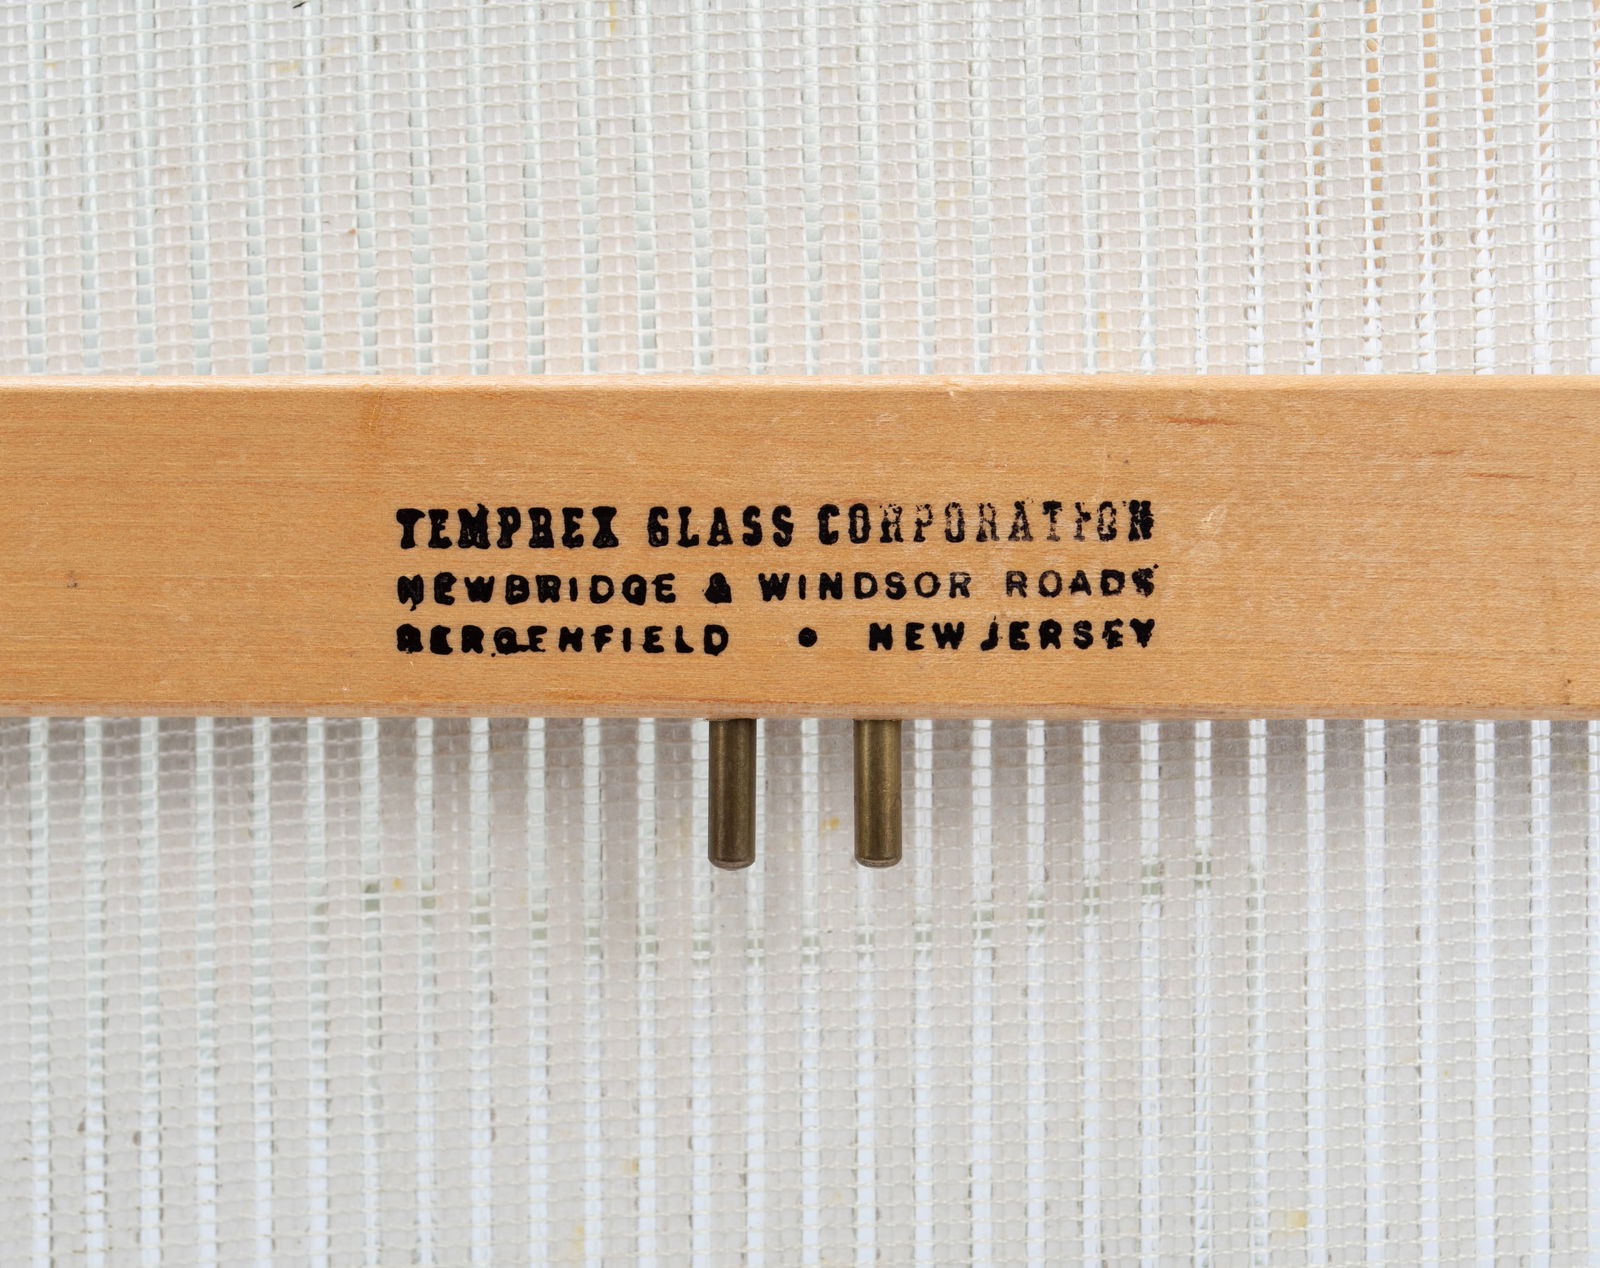 TEMPREX GLASS CORPORATION
NEWBRIDGE & WINDSOR ROADS
BERGENFIELD • NEW JERSEY